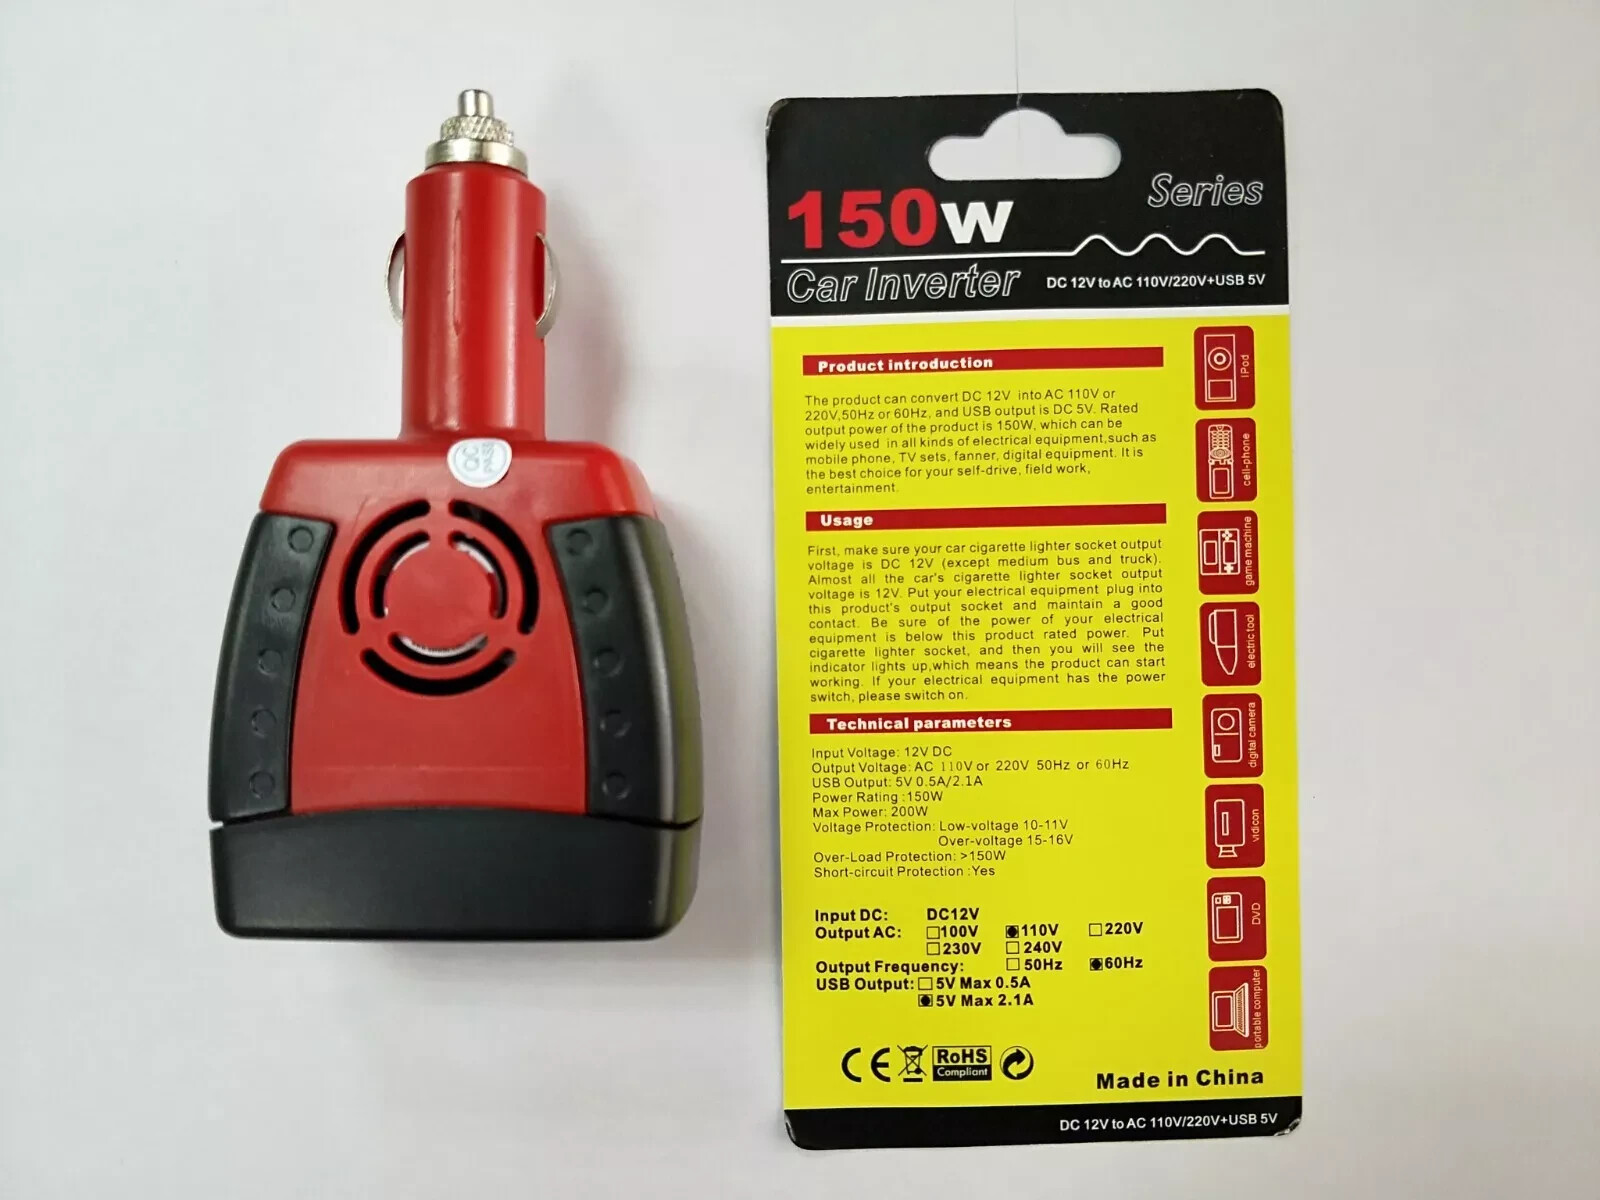 QC
PASS
150W
Series
Car Inverter
DC 12V to AC 110V/220V+USB 5V
Product introduction
The product can convert DC 12V into AC 110V or
220V,50Hz or 60Hz, and USB output is DC 5V. Rated
output power of the product is 150W, which can be
widely used in all kinds of electrical equipment,such as
mobile phone, TV sets, fanner, digital equipment. It is
the best choice for your self-drive, field work,
entertainment.
Usage
First, make sure your car cigarette lighter socket output
voltage is DC 12V (except medium bus and truck).
Almost all the car's cigarette lighter socket output
voltage is 12V. Put your electrical equipment plug into
this product's output socket and maintain a good
contact. Be sure of the power of your electrical
equipment is below this product rated power. Put
cigarette lighter socket, and then you will see the
indicator lights up,which means the product can start
working. If your electrical equipment has the power
switch, please switch on.
Technical parameters
Input Voltage: 12V DC
Output Voltage: AC 110V or 220V 50Hz or 60Hz
USB Output: 5V 0.5A/2.1A
Power Rating :150W
Max Power: 200W
Voltage Protection: Low-voltage 10-11V
Over-voltage 15-16V
Over-Load Protection: >150W
Short-circuit Protection :Yes
Input DC: DC12V
Output AC: 100V 110V 220V
230V 240V
Output Frequency: 50Hz 60Hz
USB Output: 5V Max 0.5A
5V Max 2.1A
iPod
cell-phone
game machine
electric tool
digital camera
vidicon
DVD
portable computer
CE
RoHS
Compliant
Made in China
DC 12V to AC 110V/220V+USB 5V